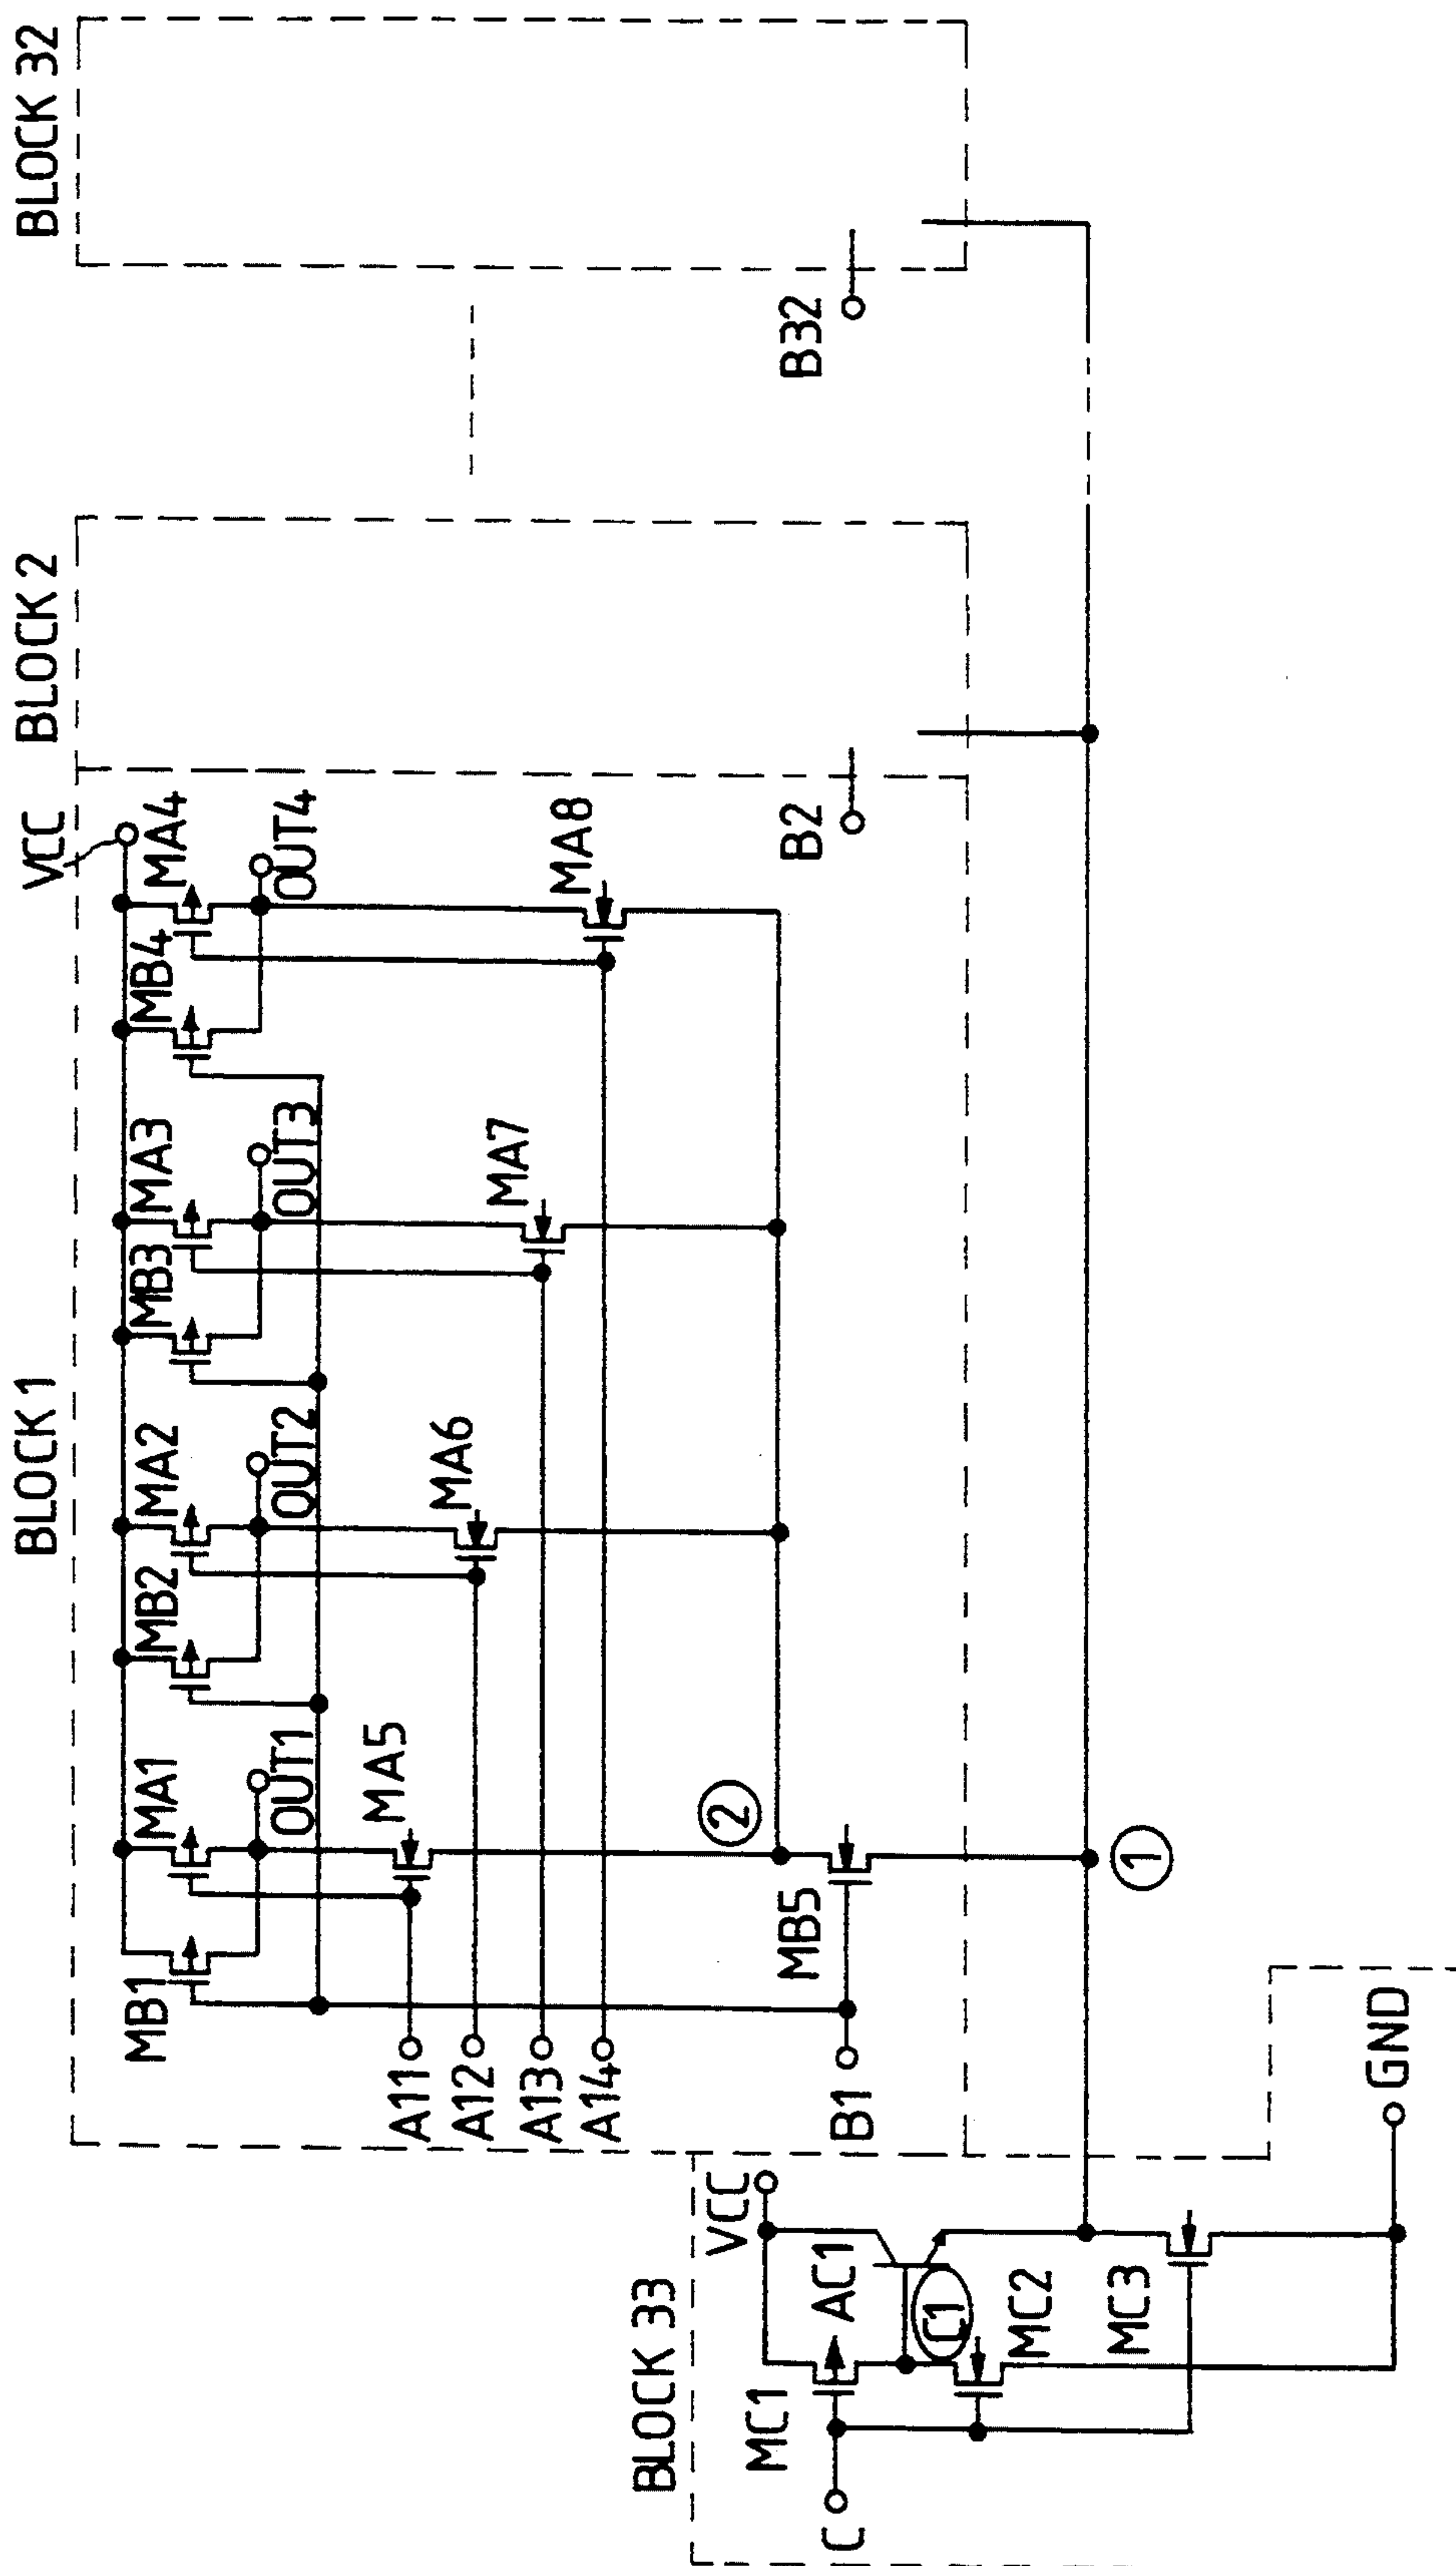 BLOCK 1
BLOCK 2
BLOCK 32
VCC
MB1
MA1
MB2
MA2
MB3
MA3
MB4
MA4
OUT1
OUT2
OUT3
OUT4
MA5
MA6
MA7
MA8
A11
A12
A13
A14
2
B1
MB5
B2
B32
1
BLOCK 33
VCC
MC1
AC1
C1
C
MC2
MC3
GND